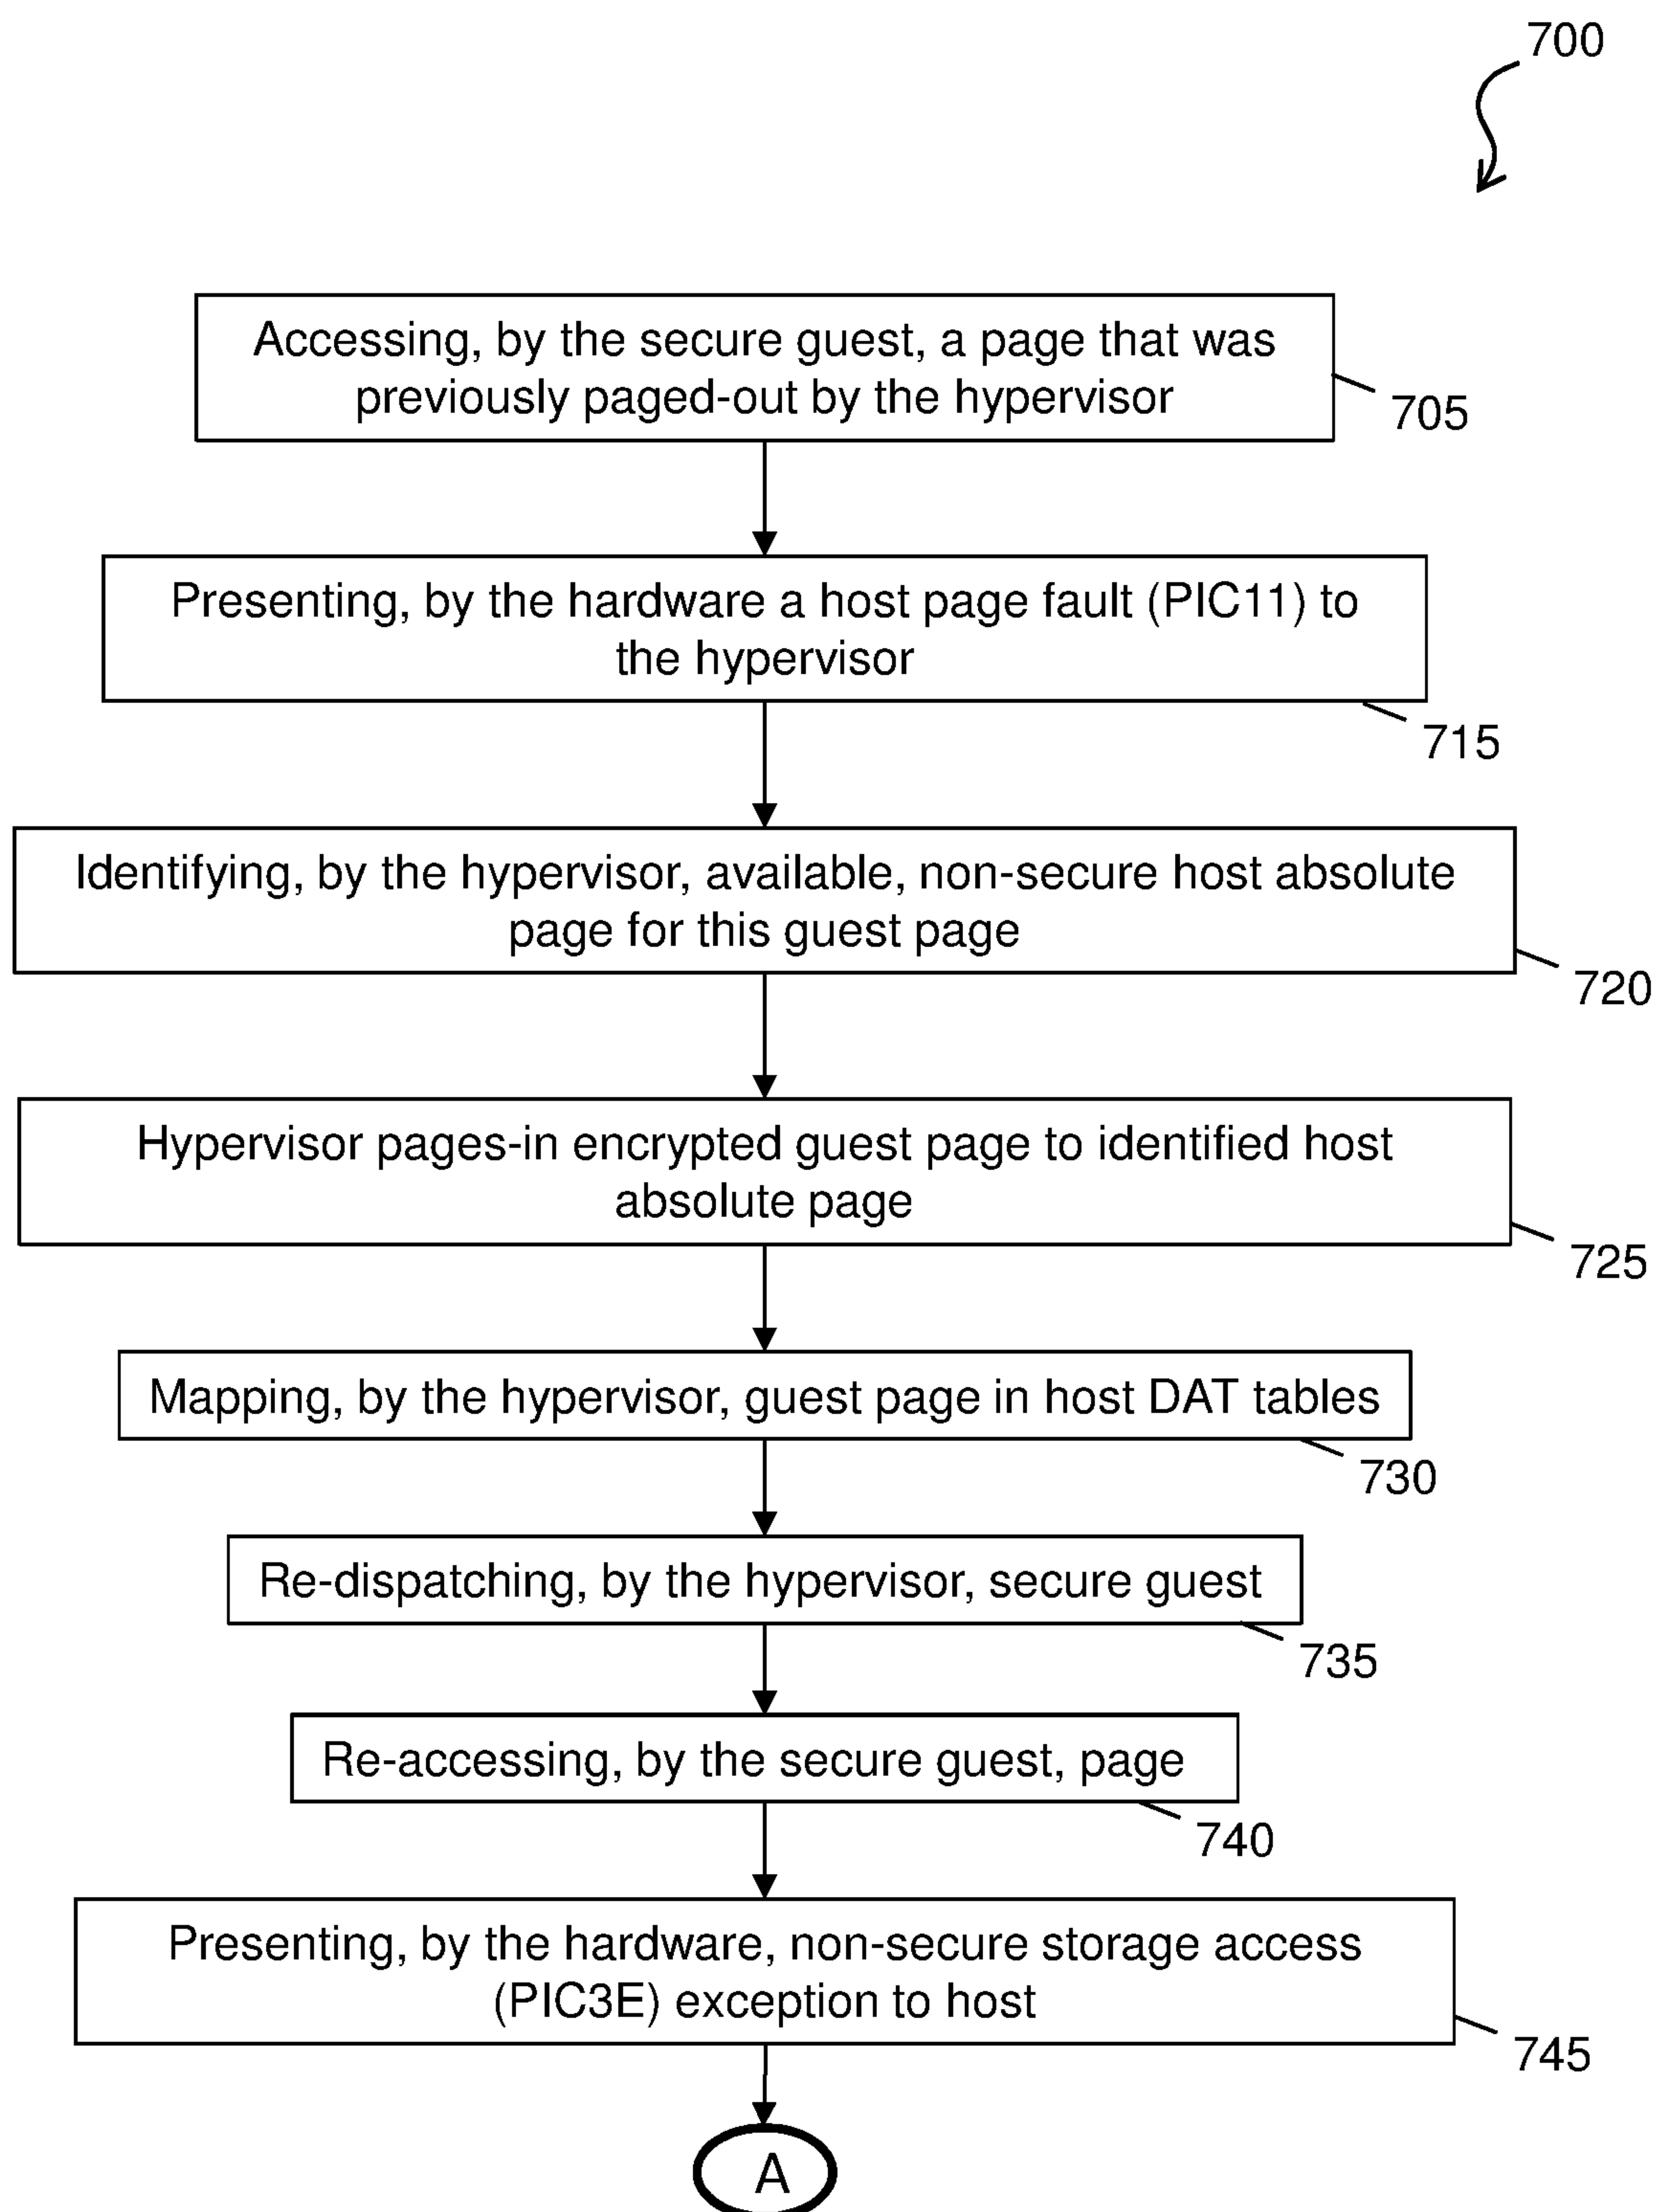 700
Accessing, by the secure guest, a page that was
previously paged-out by the hypervisor
705
Presenting, by the hardware a host page fault (PIC11) to
the hypervisor
715
Identifying, by the hypervisor, available, non-secure host absolute
page for this guest page
720
Hypervisor pages-in encrypted guest page to identified host
absolute page
725
Mapping, by the hypervisor, guest page in host DAT tables
730
Re-dispatching, by the hypervisor, secure guest
735
Re-accessing, by the secure guest, page
740
Presenting, by the hardware, non-secure storage access
(PIC3E) exception to host
745
A